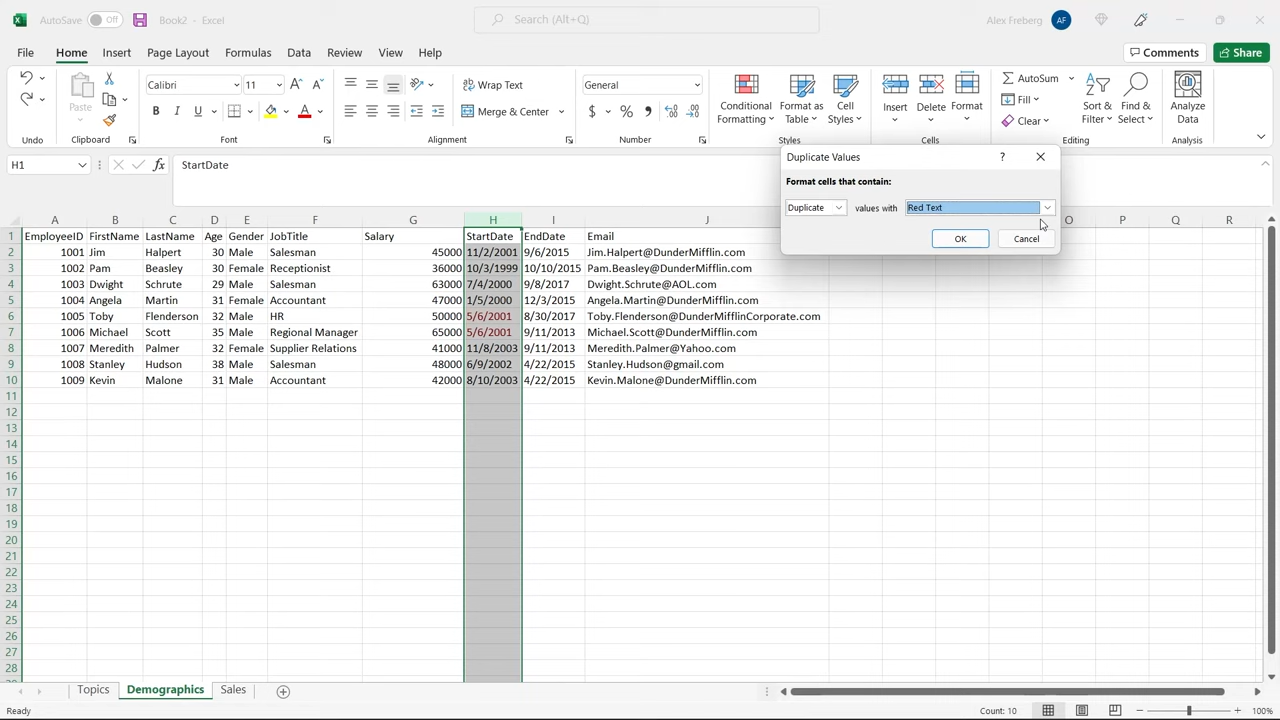 AutoSave Off Book2 - Excel Search (Alt+Q) Alex Freberg AF
File Home Insert Page Layout Formulas Data Review View Help Comments Share
Paste Calibri 11 B I U Wrap Text Merge & Center General $ % Conditional Formatting Format as Table Cell Styles Insert Delete Format AutoSum Fill Clear Sort & Filter Find & Select Analyze Data
Clipboard Font Alignment Number Styles Cells Editing Analysis
H1 fx StartDate
Duplicate Values ?
Format cells that contain:
Duplicate values with Red Text
OK Cancel
A B C D E F G H I J O P Q R
1 EmployeeID FirstName LastName Age Gender JobTitle Salary StartDate EndDate Email
2 1001 Jim Halpert 30 Male Salesman 45000 11/2/2001 9/6/2015 Jim.Halpert@DunderMifflin.com
3 1002 Pam Beasley 30 Female Receptionist 36000 10/3/1999 10/10/2015 Pam.Beasley@DunderMifflin.com
4 1003 Dwight Schrute 29 Male Salesman 63000 7/4/2000 9/8/2017 Dwight.Schrute@AOL.com
5 1004 Angela Martin 31 Female Accountant 47000 1/5/2000 12/3/2015 Angela.Martin@DunderMifflin.com
6 1005 Toby Flenderson 32 Male HR 50000 5/6/2001 8/30/2017 Toby.Flenderson@DunderMifflinCorporate.com
7 1006 Michael Scott 35 Male Regional Manager 65000 5/6/2001 9/11/2013 Michael.Scott@DunderMifflin.com
8 1007 Meredith Palmer 32 Female Supplier Relations 41000 11/8/2003 9/11/2013 Meredith.Palmer@Yahoo.com
9 1008 Stanley Hudson 38 Male Salesman 48000 6/9/2002 4/22/2015 Stanley.Hudson@gmail.com
10 1009 Kevin Malone 31 Male Accountant 42000 8/10/2003 4/22/2015 Kevin.Malone@DunderMifflin.com
11
12
13
14
15
16
17
18
19
20
21
22
23
24
25
26
27
28
Topics Demographics Sales
Ready Count: 10 100%